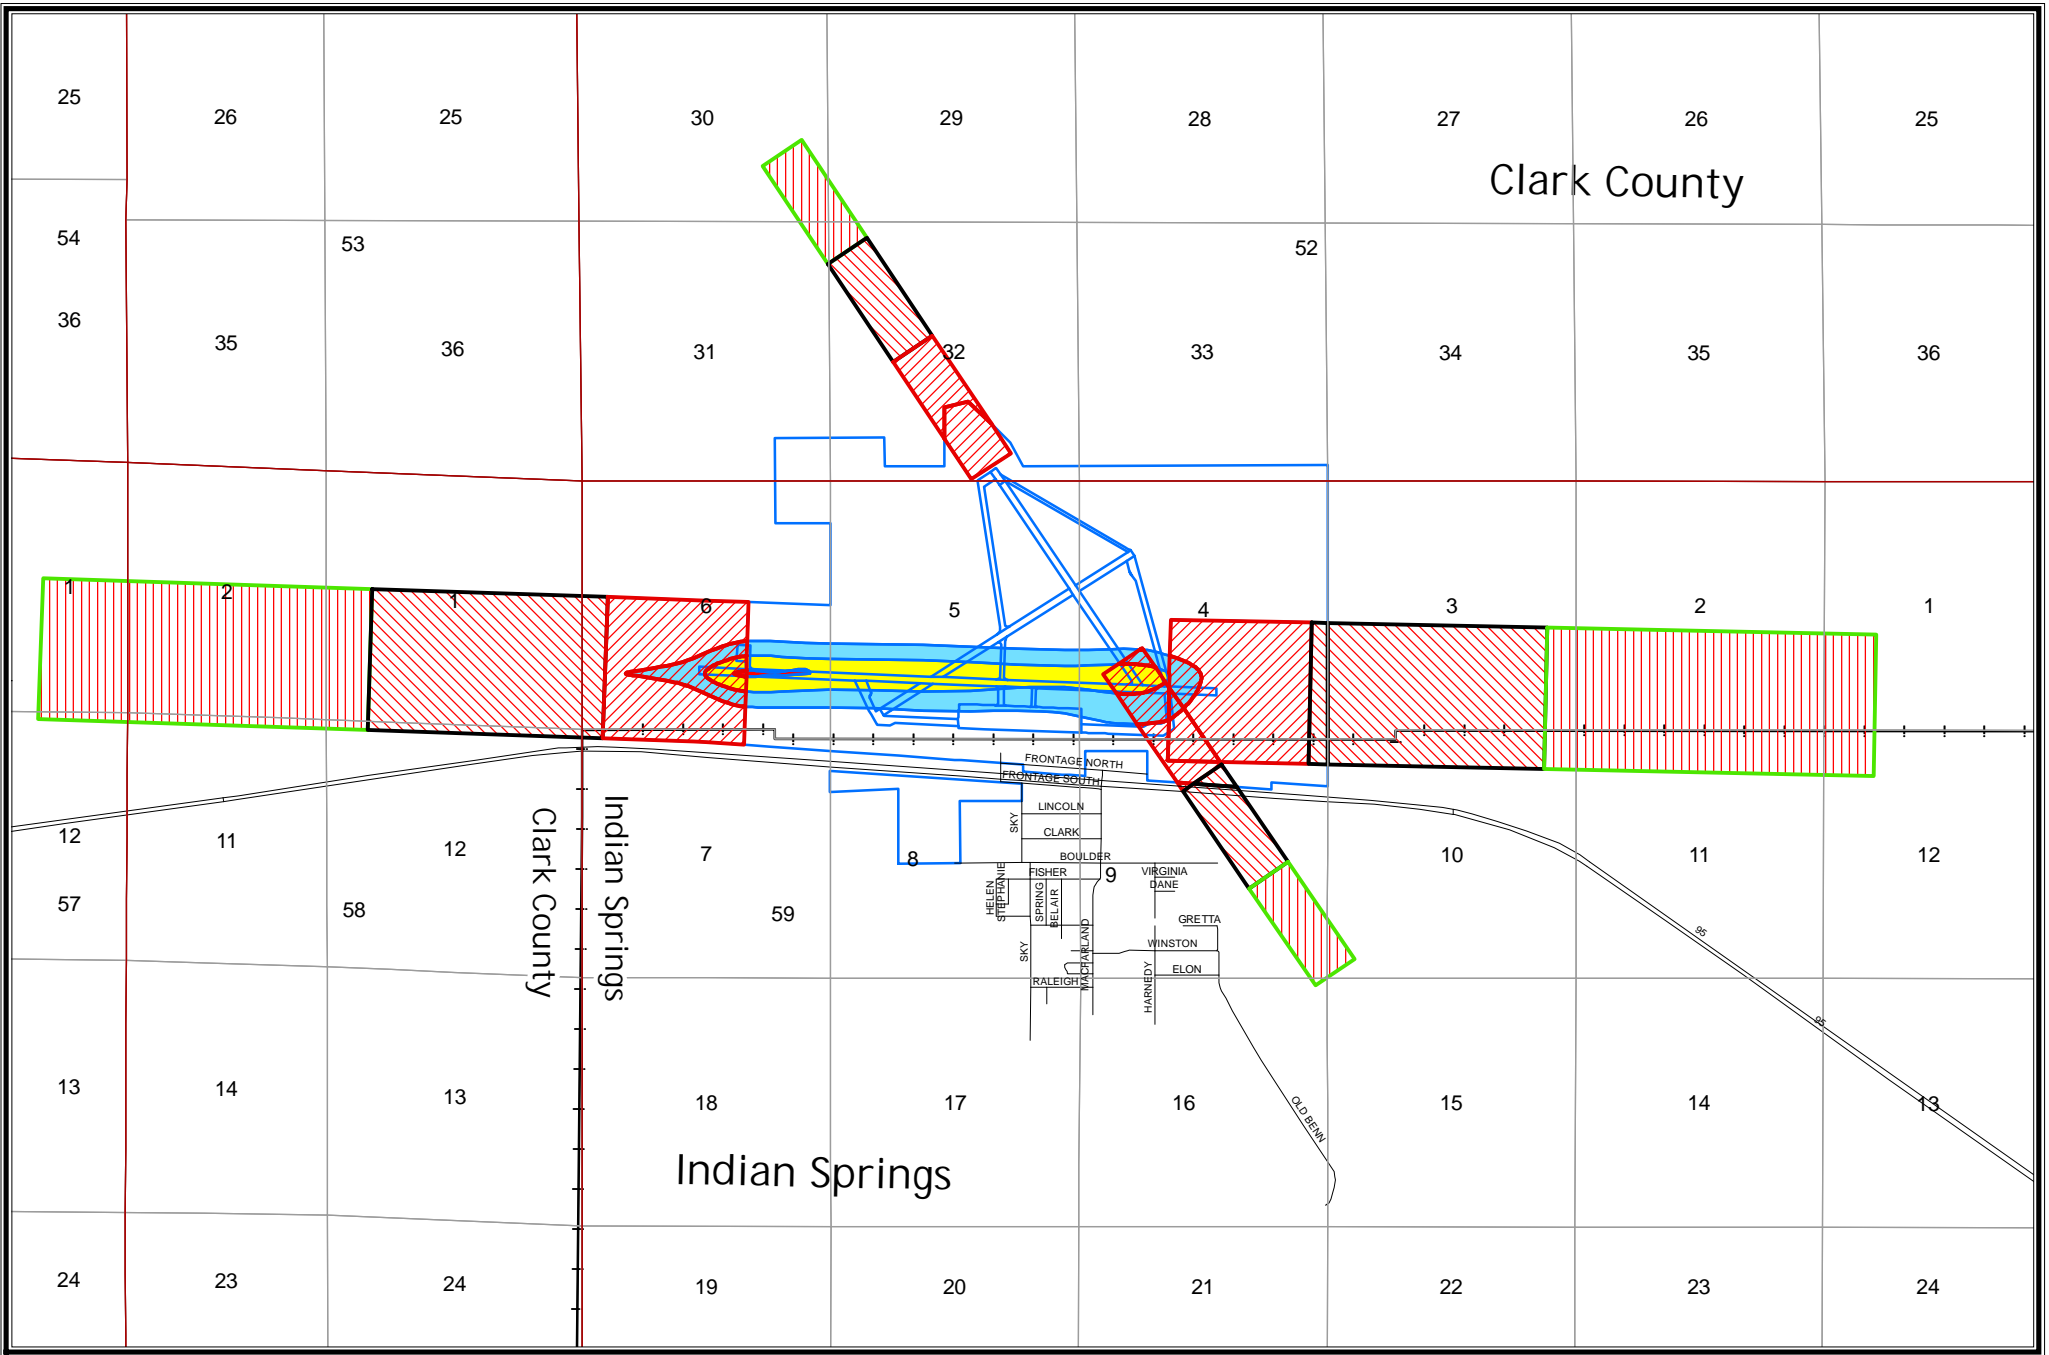 25
26
25
30
29
28
27
26
25
Clark County
54
53
52
36
35
36
31
32
33
34
35
36
1
2
1
6
5
4
3
2
1
FRONTAGE NORTH
FRONTAGE SOUTH
LINCOLN
SKY
CLARK
BOULDER
12
11
12
Clark County
Indian Springs
7
8
9
10
11
12
FISHER
VIRGINIA
DANE
HELEN
STEPHANIE
SPRING
BELAIR
57
58
59
GRETTA
MACFARLAND
WINSTON
SKY
ELON
RALEIGH
HARNEDY
95
95
13
14
13
18
17
16
15
14
13
OLD BENN
Indian Springs
24
23
24
19
20
21
22
23
24